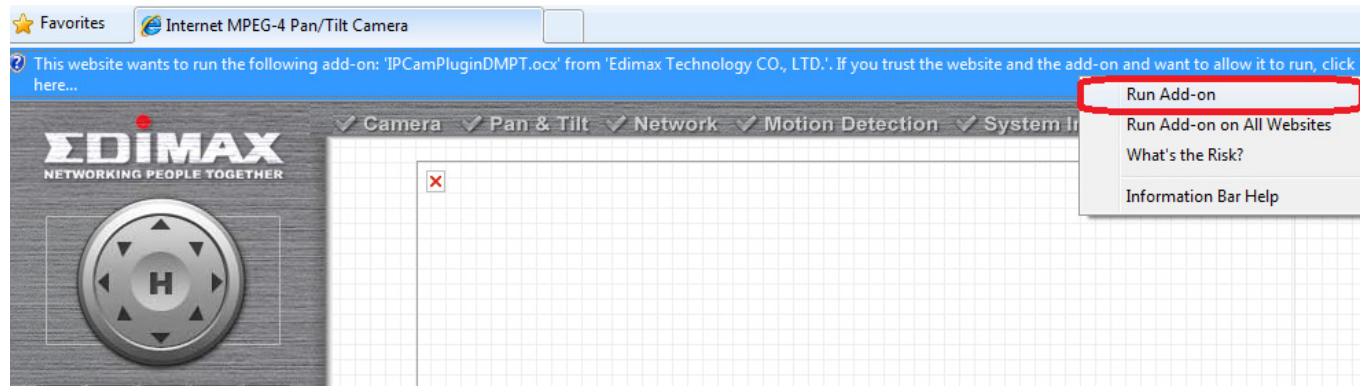 Favorites
Internet MPEG-4 Pan/Tilt Camera
This website wants to run the following add-on: 'IPCamPluginDMPT.ocx' from 'Edimax Technology CO., LTD.'. If you trust the website and the add-on and want to allow it to run, click
here...
Run Add-on
Run Add-on on All Websites
What's the Risk?
Information Bar Help
EDIMAX
NETWORKING PEOPLE TOGETHER
Camera Pan & Tilt Network Motion Detection System
H